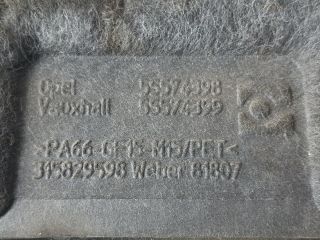 Opel 55574398
Vauxhall 55574399
>PA66-GF15-M15/PET<
315829598 Weber 81807